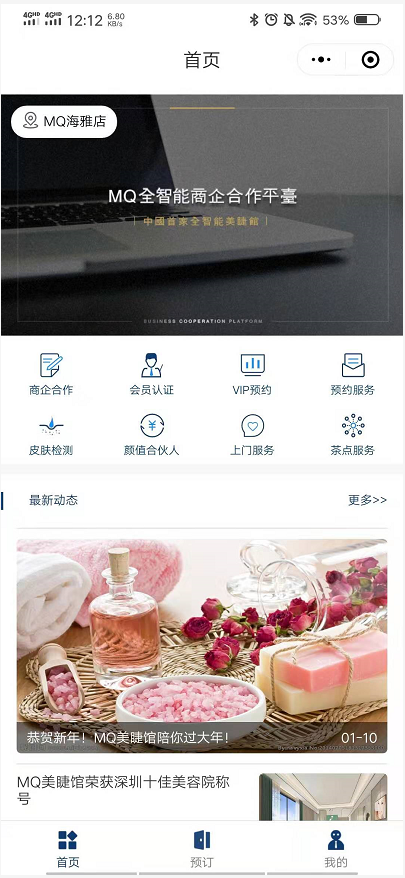 4GHD 4GHD 12:12 6.80 KB/s 53%
首页
MQ海雅店
MQ全智能商企合作平臺
中國首家全智能美睫館
BUSINESS COOPERATION PLATFORM
商企合作 会员认证 VIP预约 预约服务
皮肤检测 颜值合伙人 上门服务 茶点服务
最新动态 更多>>
恭贺新年！MQ美睫馆陪你过大年！ 01-10
MQ美睫馆荣获深圳十佳美容院称
号
首页 预订 我的